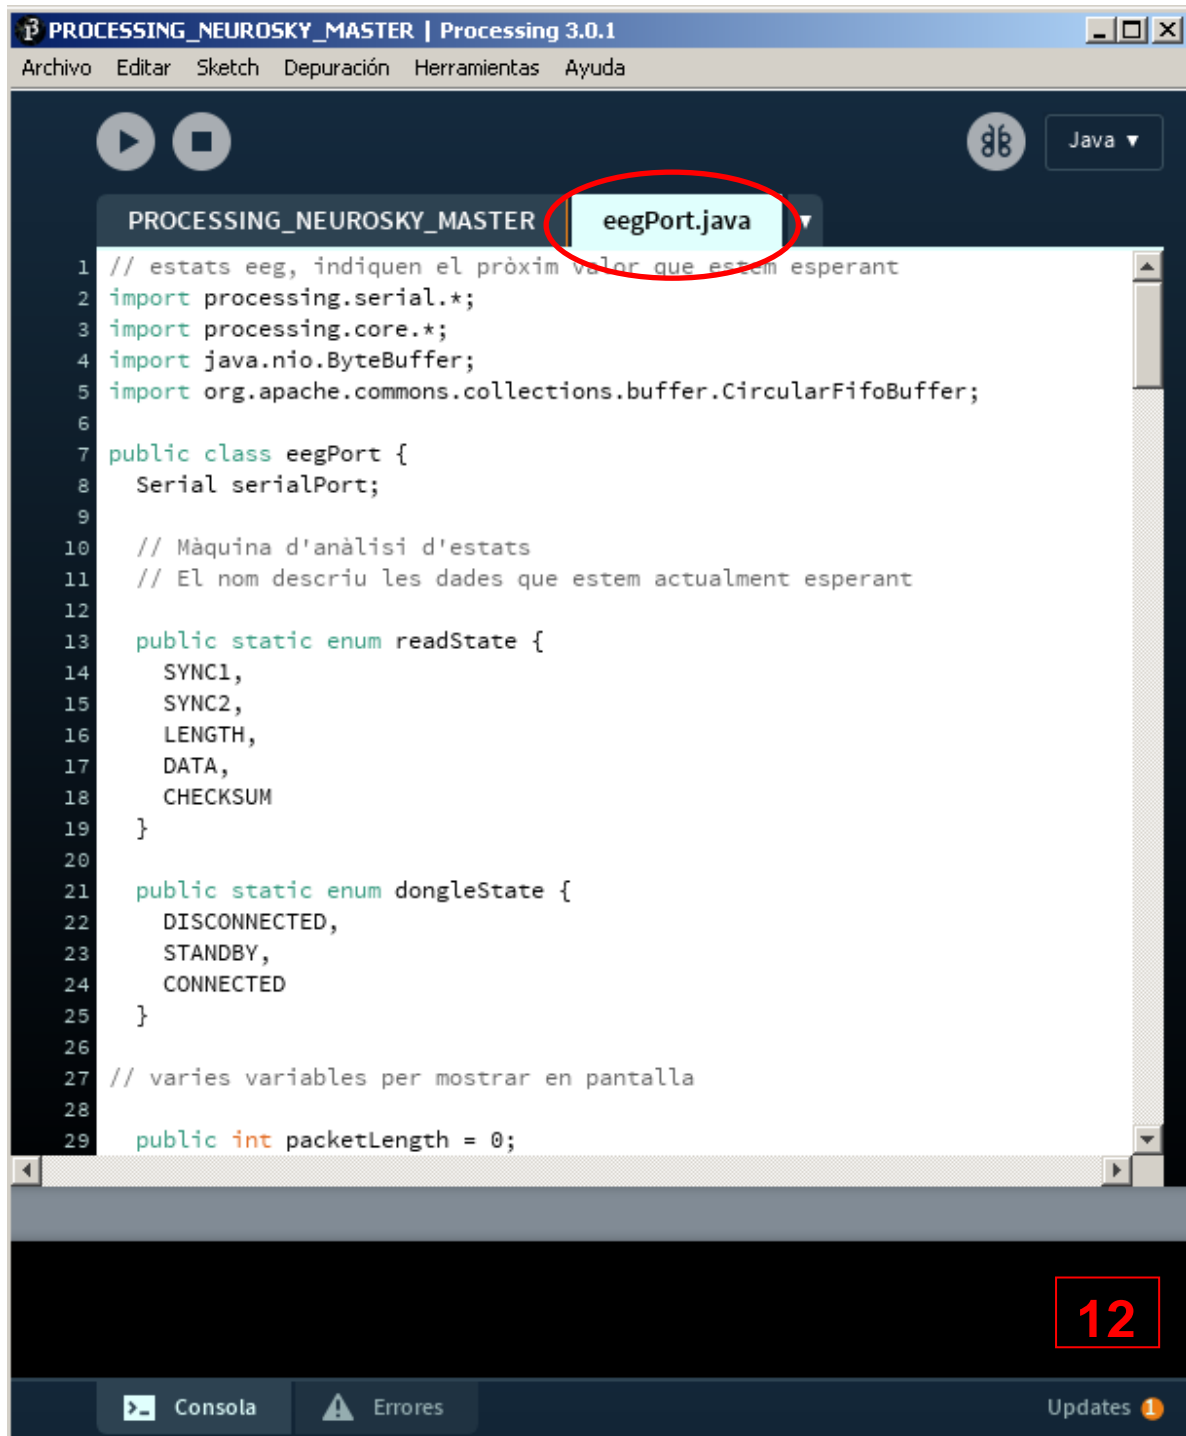 PROCESSING_NEUROSKY_MASTER | Processing 3.0.1
Archivo Editar Sketch Depuración Herramientas Ayuda
Java ▼
PROCESSING_NEUROSKY_MASTER eegPort.java ▼
1 // estats eeg, indiquen el pròxim valor que estem esperant
2 import processing.serial.*;
3 import processing.core.*;
4 import java.nio.ByteBuffer;
5 import org.apache.commons.collections.buffer.CircularFifoBuffer;
6
7 public class eegPort {
8 Serial serialPort;
9
10 // Màquina d'anàlisi d'estats
11 // El nom descriu les dades que estem actualment esperant
12
13 public static enum readState {
14 SYNC1,
15 SYNC2,
16 LENGTH,
17 DATA,
18 CHECKSUM
19 }
20
21 public static enum dongleState {
22 DISCONNECTED,
23 STANDBY,
24 CONNECTED
25 }
26
27 // varies variables per mostrar en pantalla
28
29 public int packetLength = 0;
12
Consola Errores Updates 1